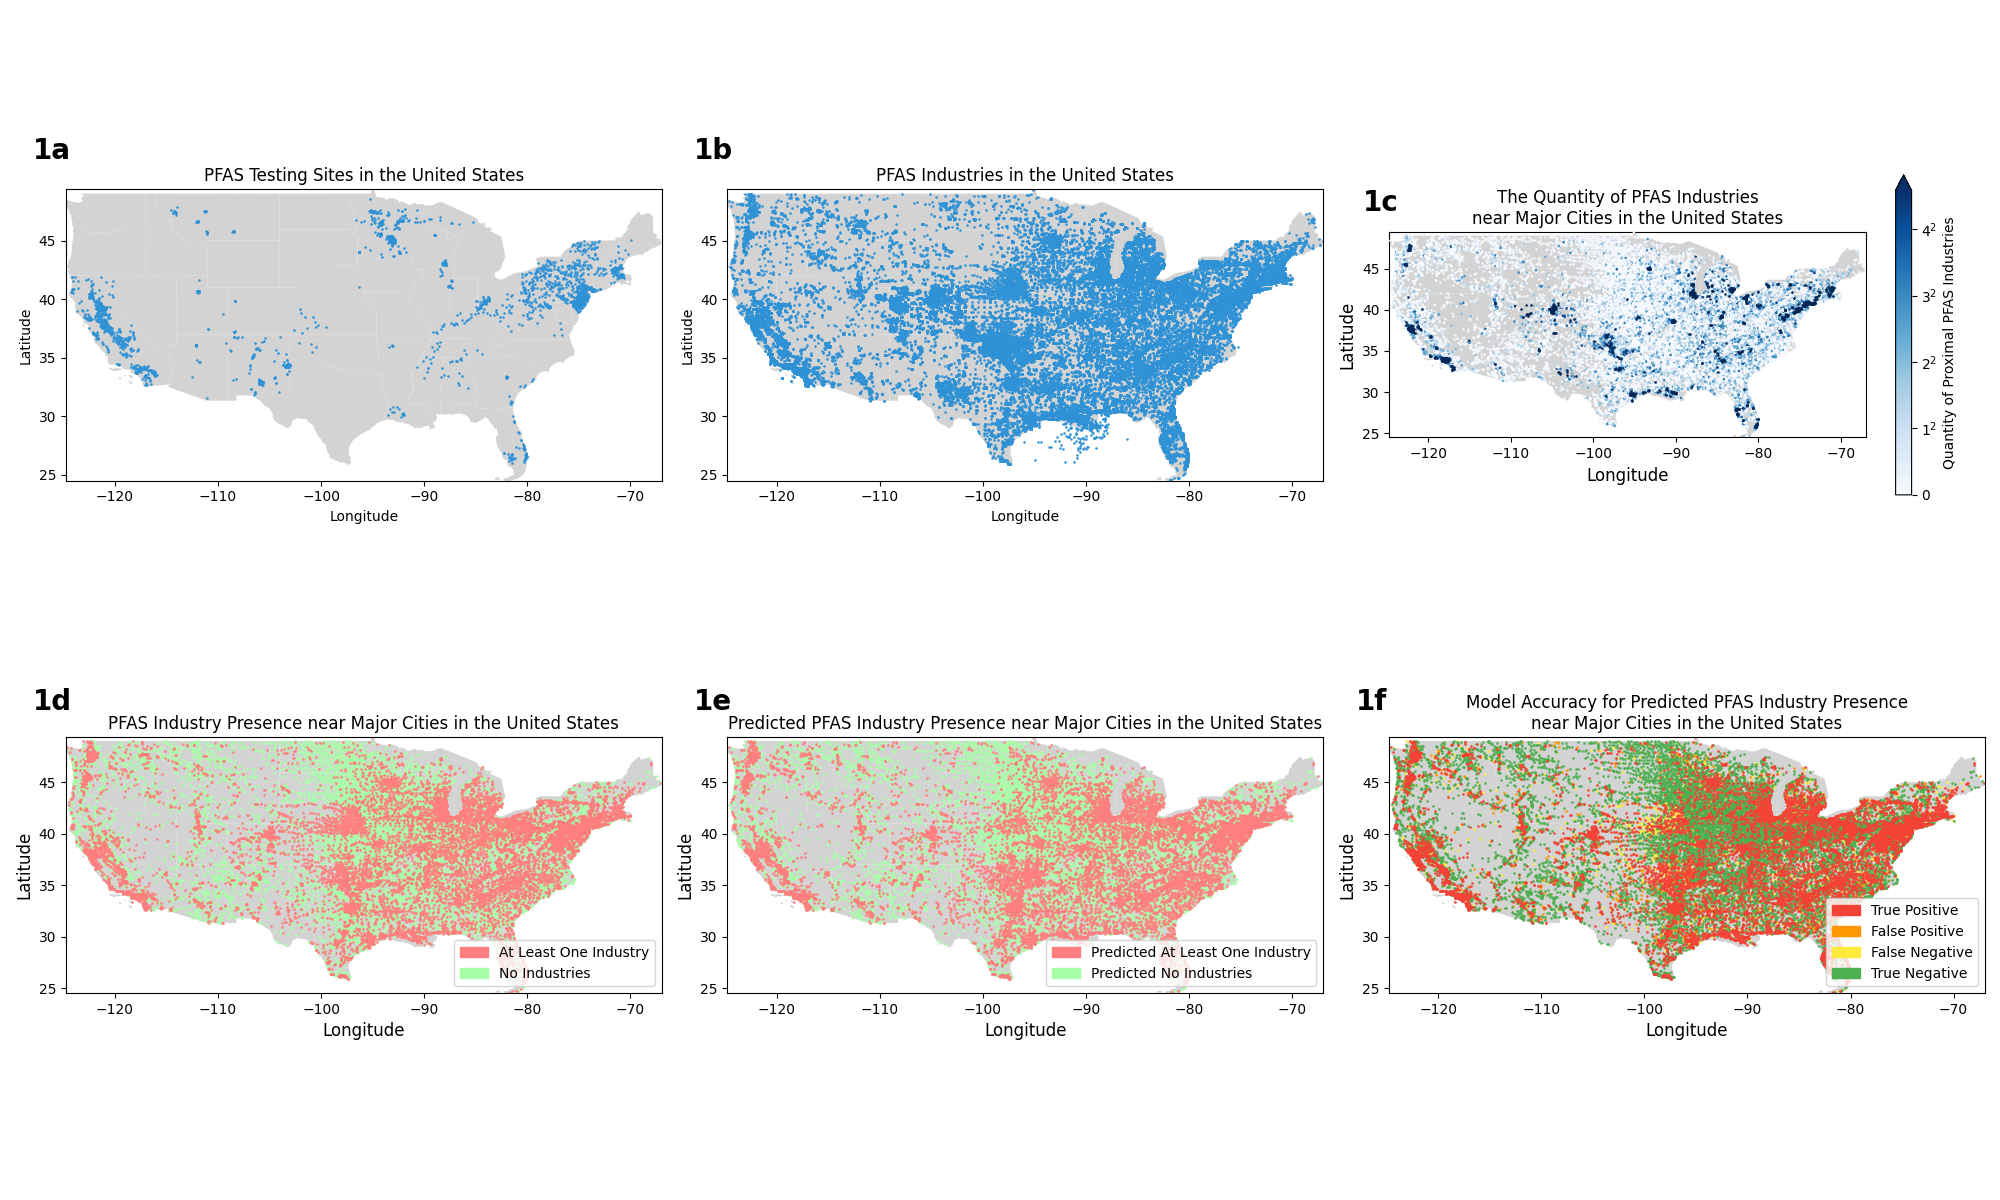 1a
PFAS Testing Sites in the United States
45
40
35
30
25
Latitude
−120
−110
−100
−90
−80
−70
Longitude
1b
PFAS Industries in the United States
45
40
35
30
25
Latitude
−120
−110
−100
−90
−80
−70
Longitude
1c
The Quantity of PFAS Industries
near Major Cities in the United States
45
40
35
30
25
Latitude
−120
−110
−100
−90
−80
−70
Longitude
4²
3²
2²
1²
0
Quantity of Proximal PFAS Industries
1d
PFAS Industry Presence near Major Cities in the United States
45
40
35
30
25
Latitude
At Least One Industry
No Industries
−120
−110
−100
−90
−80
−70
Longitude
1e
Predicted PFAS Industry Presence near Major Cities in the United States
45
40
35
30
25
Latitude
Predicted At Least One Industry
Predicted No Industries
−120
−110
−100
−90
−80
−70
Longitude
1f
Model Accuracy for Predicted PFAS Industry Presence
near Major Cities in the United States
45
40
35
30
25
Latitude
True Positive
False Positive
False Negative
True Negative
−120
−110
−100
−90
−80
−70
Longitude